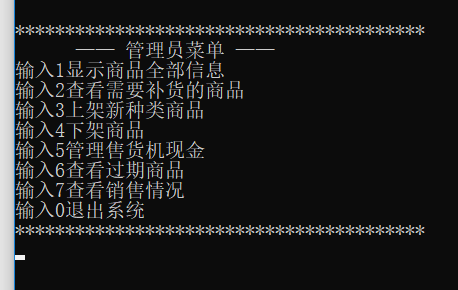 *****************************************
—— 管理员菜单 ——
输入1显示商品全部信息
输入2查看需要补货的商品
输入3上架新种类商品
输入4下架商品
输入5管理售货机现金
输入6查看过期商品
输入7查看销售情况
输入0退出系统
*****************************************